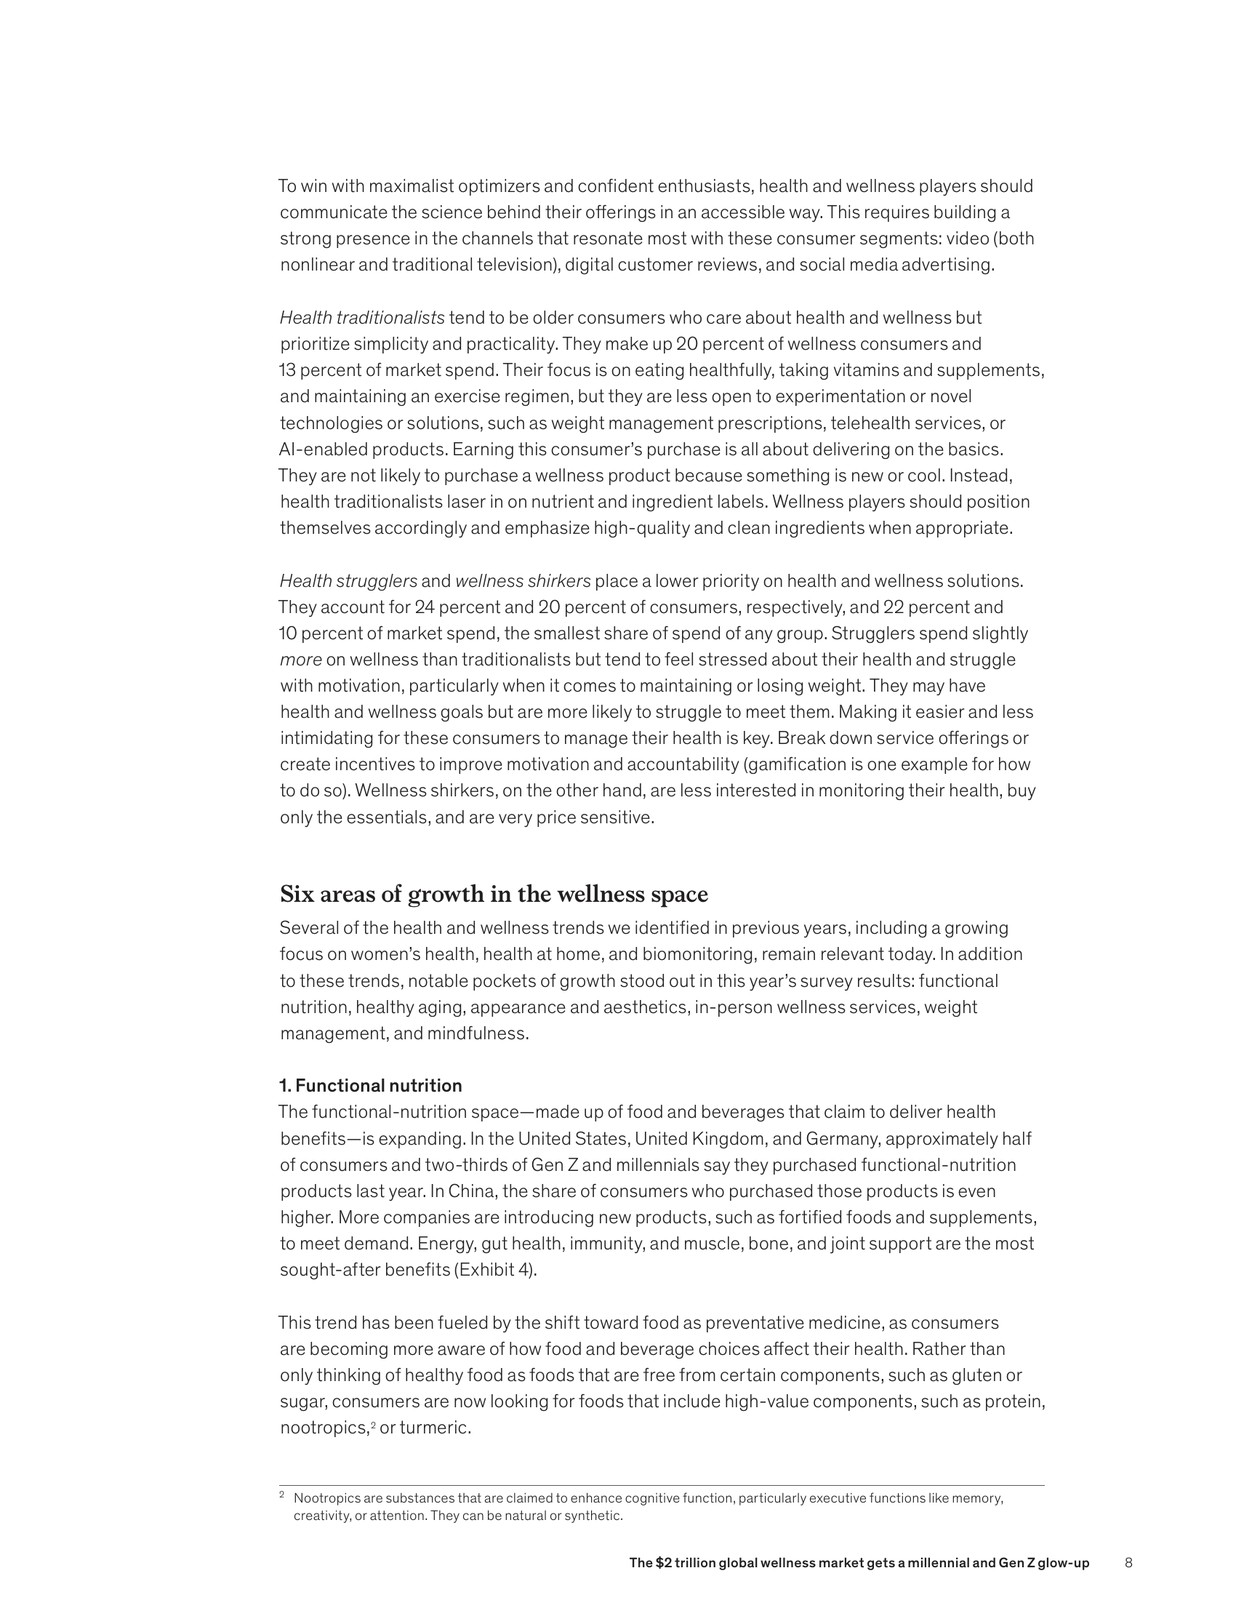 To win with maximalist optimizers and confident enthusiasts, health and wellness players should
communicate the science behind their offerings in an accessible way. This requires building a
strong presence in the channels that resonate most with these consumer segments: video (both
nonlinear and traditional television), digital customer reviews, and social media advertising.
Health traditionalists tend to be older consumers who care about health and wellness but
prioritize simplicity and practicality. They make up 20 percent of wellness consumers and
13 percent of market spend. Their focus is on eating healthfully, taking vitamins and supplements,
and maintaining an exercise regimen, but they are less open to experimentation or novel
technologies or solutions, such as weight management prescriptions, telehealth services, or
AI-enabled products. Earning this consumer’s purchase is all about delivering on the basics.
They are not likely to purchase a wellness product because something is new or cool. Instead,
health traditionalists laser in on nutrient and ingredient labels. Wellness players should position
themselves accordingly and emphasize high-quality and clean ingredients when appropriate.
Health strugglers and wellness shirkers place a lower priority on health and wellness solutions.
They account for 24 percent and 20 percent of consumers, respectively, and 22 percent and
10 percent of market spend, the smallest share of spend of any group. Strugglers spend slightly
more on wellness than traditionalists but tend to feel stressed about their health and struggle
with motivation, particularly when it comes to maintaining or losing weight. They may have
health and wellness goals but are more likely to struggle to meet them. Making it easier and less
intimidating for these consumers to manage their health is key. Break down service offerings or
create incentives to improve motivation and accountability (gamification is one example for how
to do so). Wellness shirkers, on the other hand, are less interested in monitoring their health, buy
only the essentials, and are very price sensitive.
Six areas of growth in the wellness space
Several of the health and wellness trends we identified in previous years, including a growing
focus on women’s health, health at home, and biomonitoring, remain relevant today. In addition
to these trends, notable pockets of growth stood out in this year’s survey results: functional
nutrition, healthy aging, appearance and aesthetics, in-person wellness services, weight
management, and mindfulness.
1. Functional nutrition
The functional-nutrition space—made up of food and beverages that claim to deliver health
benefits—is expanding. In the United States, United Kingdom, and Germany, approximately half
of consumers and two-thirds of Gen Z and millennials say they purchased functional-nutrition
products last year. In China, the share of consumers who purchased those products is even
higher. More companies are introducing new products, such as fortified foods and supplements,
to meet demand. Energy, gut health, immunity, and muscle, bone, and joint support are the most
sought-after benefits (Exhibit 4).
This trend has been fueled by the shift toward food as preventative medicine, as consumers
are becoming more aware of how food and beverage choices affect their health. Rather than
only thinking of healthy food as foods that are free from certain components, such as gluten or
sugar, consumers are now looking for foods that include high-value components, such as protein,
nootropics,² or turmeric.
² Nootropics are substances that are claimed to enhance cognitive function, particularly executive functions like memory,
creativity, or attention. They can be natural or synthetic.
The $2 trillion global wellness market gets a millennial and Gen Z glow-up 8